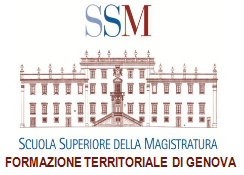 SSM
SCUOLA SUPERIORE DELLA MAGISTRATURA
FORMAZIONE TERRITORIALE DI GENOVA